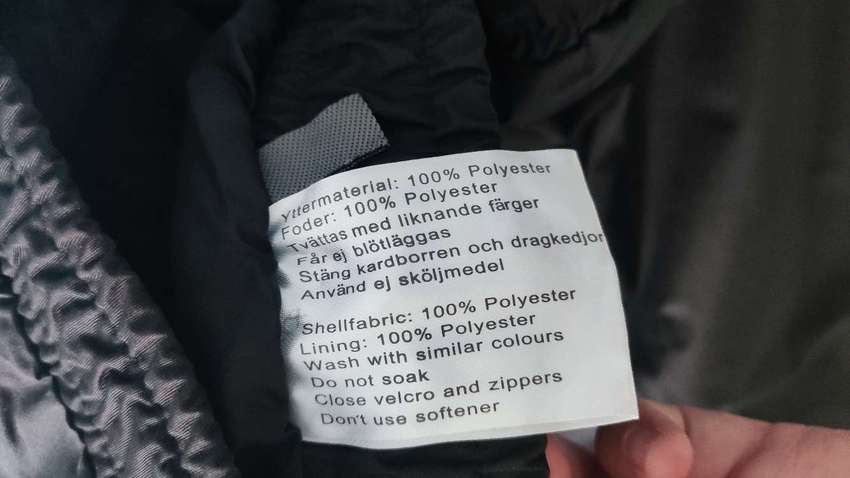 Yttermaterial: 100% Polyester
Foder: 100% Polyester
Tvättas med liknande färger
Får ej blötläggas
Stäng kardborren och dragkedjor
Använd ej sköljmedel
Shellfabric: 100% Polyester
Lining: 100% Polyester
Wash with similar colours
Do not soak
Close velcro and zippers
Don't use softener